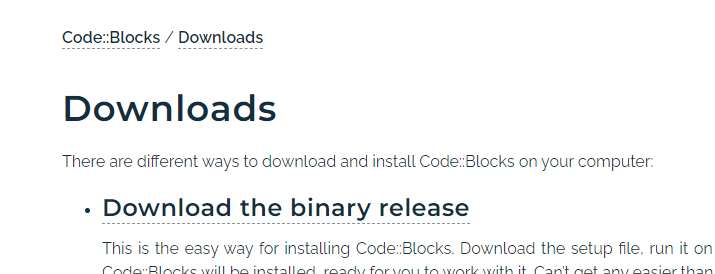 Code::Blocks / Downloads
Downloads
There are different ways to download and install Code::Blocks on your computer:
• Download the binary release
This is the easy way for installing Code::Blocks. Download the setup file, run it on
Code::Blocks will be installed, ready for you to work with it. Can't get any easier than